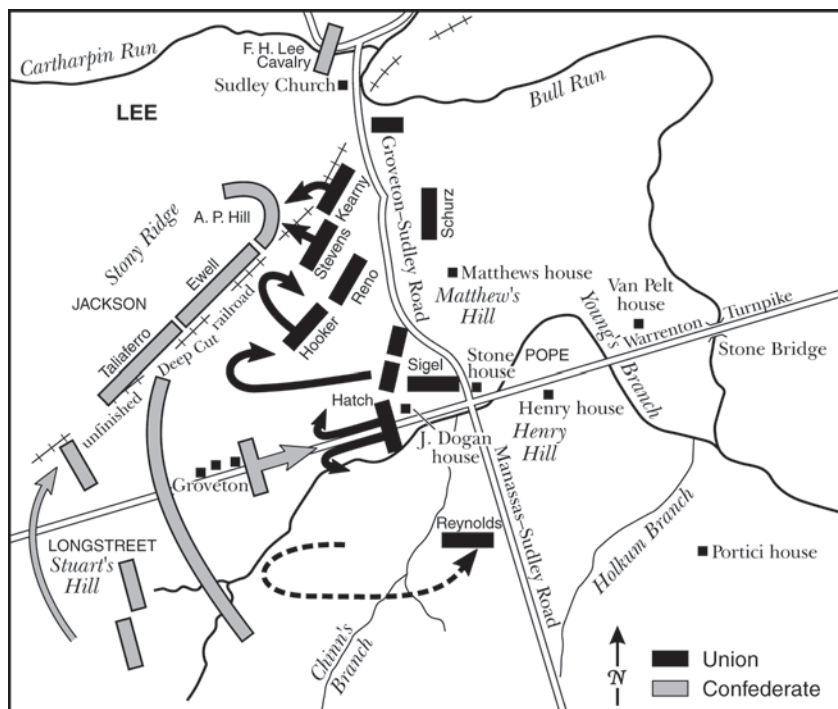 Cartharpin Run
F. H. Lee
Cavalry
Sudley Church
LEE
Bull Run
Groveton–Sudley Road
Kearny
Schurz
A. P. Hill
Stony Ridge
Stevens
Ewell
Reno
JACKSON
railroad
Matthews house
Matthew's
Hill
Van Pelt
house
Young's
Branch
Hooker
Taliaferro
Deep Cut
Warrenton Turnpike
Stone Bridge
Sigel
Stone
house
POPE
unfinished
Hatch
J. Dogan
house
Henry house
Henry
Hill
Groveton
Manassas–Sudley Road
Reynolds
LONGSTREET
Stuart's
Hill
Holkum Branch
Portici house
Chinn's
Branch
N
Union
Confederate